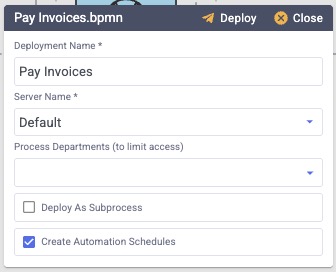 Pay Invoices.bpmn Deploy Close
Deployment Name *
Pay Invoices
Server Name *
Default
Process Departments (to limit access)
Deploy As Subprocess
Create Automation Schedules